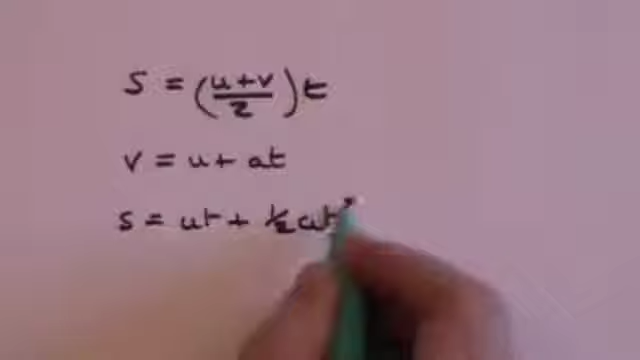 s = (u+v/2)t
v = u + at
s = ut + ½at²